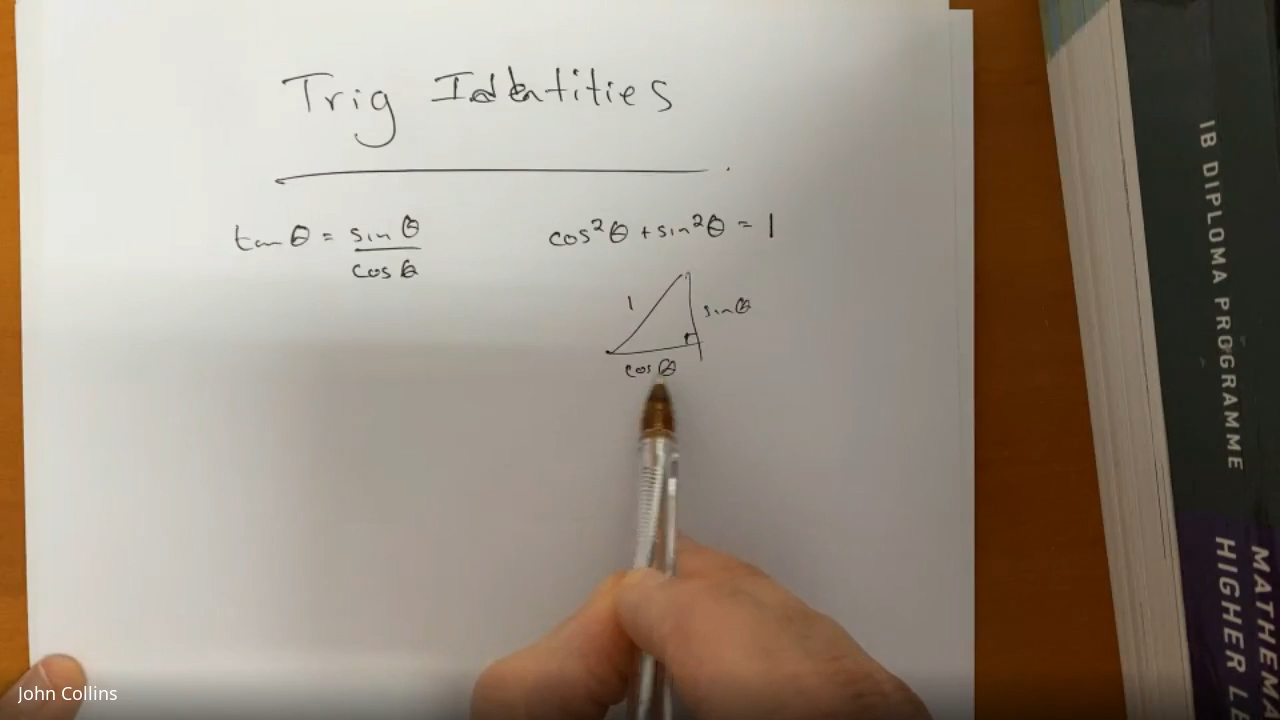 Trig Identities
tan θ = sin θ / cos θ
cos²θ + sin²θ = 1
1
sin θ
cos θ
IB DIPLOMA PROGRAMME
MATHEMA
HIGHER LE
John Collins